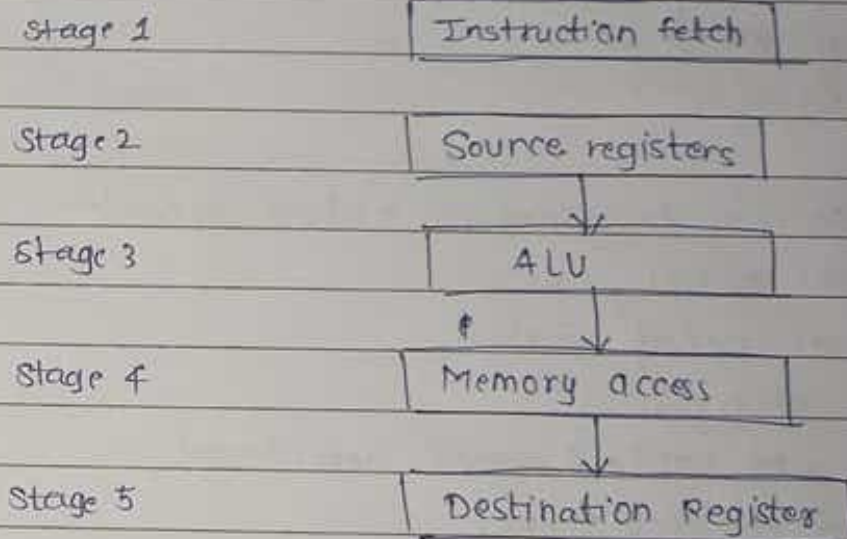 Stage 1 Instruction fetch
Stage 2 Source registers
Stage 3 ALU
Stage 4 Memory access
Stage 5 Destination Register